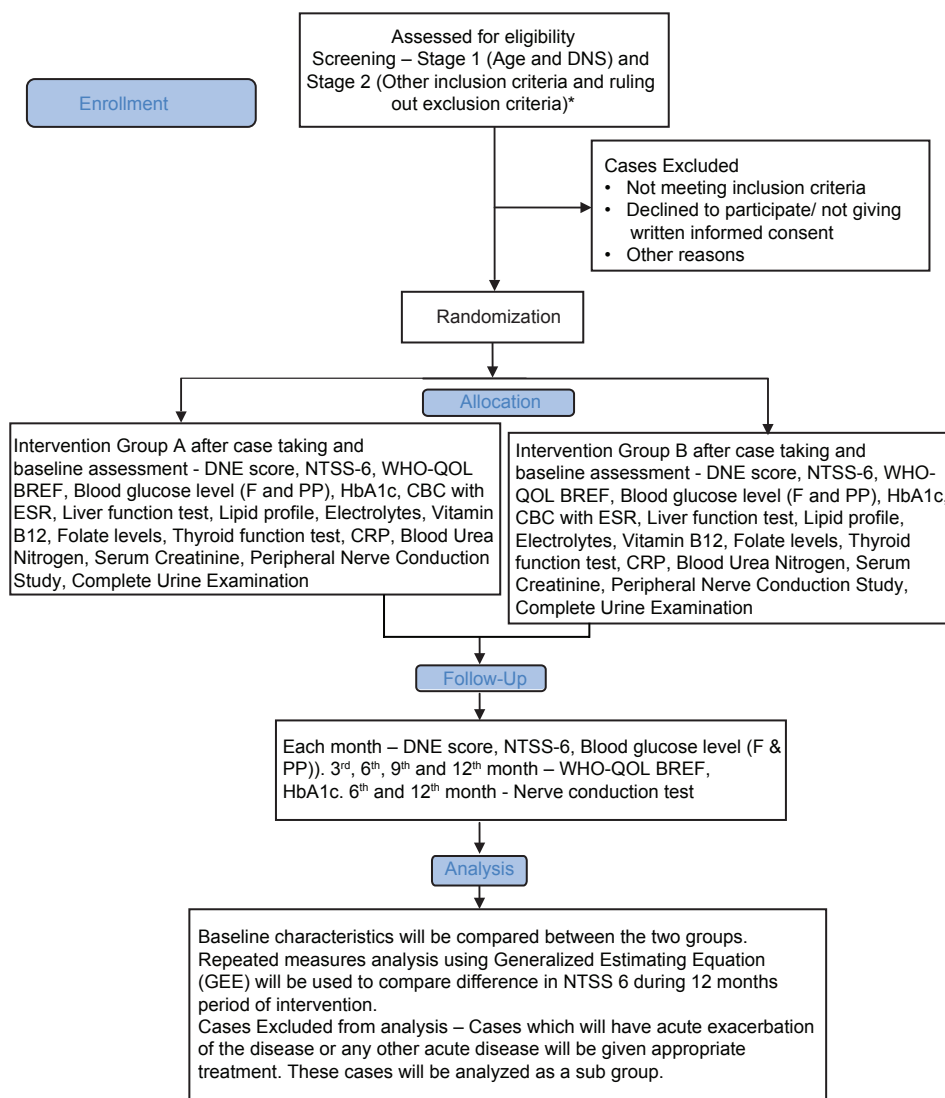 Assessed for eligibility
Screening – Stage 1 (Age and DNS) and
Stage 2 (Other inclusion criteria and ruling
out exclusion criteria)*
Enrollment
Cases Excluded
• Not meeting inclusion criteria
• Declined to participate/ not giving
written informed consent
• Other reasons
Randomization
Allocation
Intervention Group A after case taking and
baseline assessment - DNE score, NTSS-6, WHO-QOL
BREF, Blood glucose level (F and PP), HbA1c, CBC with
ESR, Liver function test, Lipid profile, Electrolytes, Vitamin
B12, Folate levels, Thyroid function test, CRP, Blood Urea
Nitrogen, Serum Creatinine, Peripheral Nerve Conduction
Study, Complete Urine Examination
Intervention Group B after case taking and
baseline assessment - DNE score, NTSS-6, WHO-
QOL BREF, Blood glucose level (F and PP), HbA1c,
CBC with ESR, Liver function test, Lipid profile,
Electrolytes, Vitamin B12, Folate levels, Thyroid
function test, CRP, Blood Urea Nitrogen, Serum
Creatinine, Peripheral Nerve Conduction Study,
Complete Urine Examination
Follow-Up
Each month – DNE score, NTSS-6, Blood glucose level (F &
PP)). 3rd, 6th, 9th and 12th month – WHO-QOL BREF,
HbA1c. 6th and 12th month - Nerve conduction test
Analysis
Baseline characteristics will be compared between the two groups.
Repeated measures analysis using Generalized Estimating Equation
(GEE) will be used to compare difference in NTSS 6 during 12 months
period of intervention.
Cases Excluded from analysis – Cases which will have acute exacerbation
of the disease or any other acute disease will be given appropriate
treatment. These cases will be analyzed as a sub group.